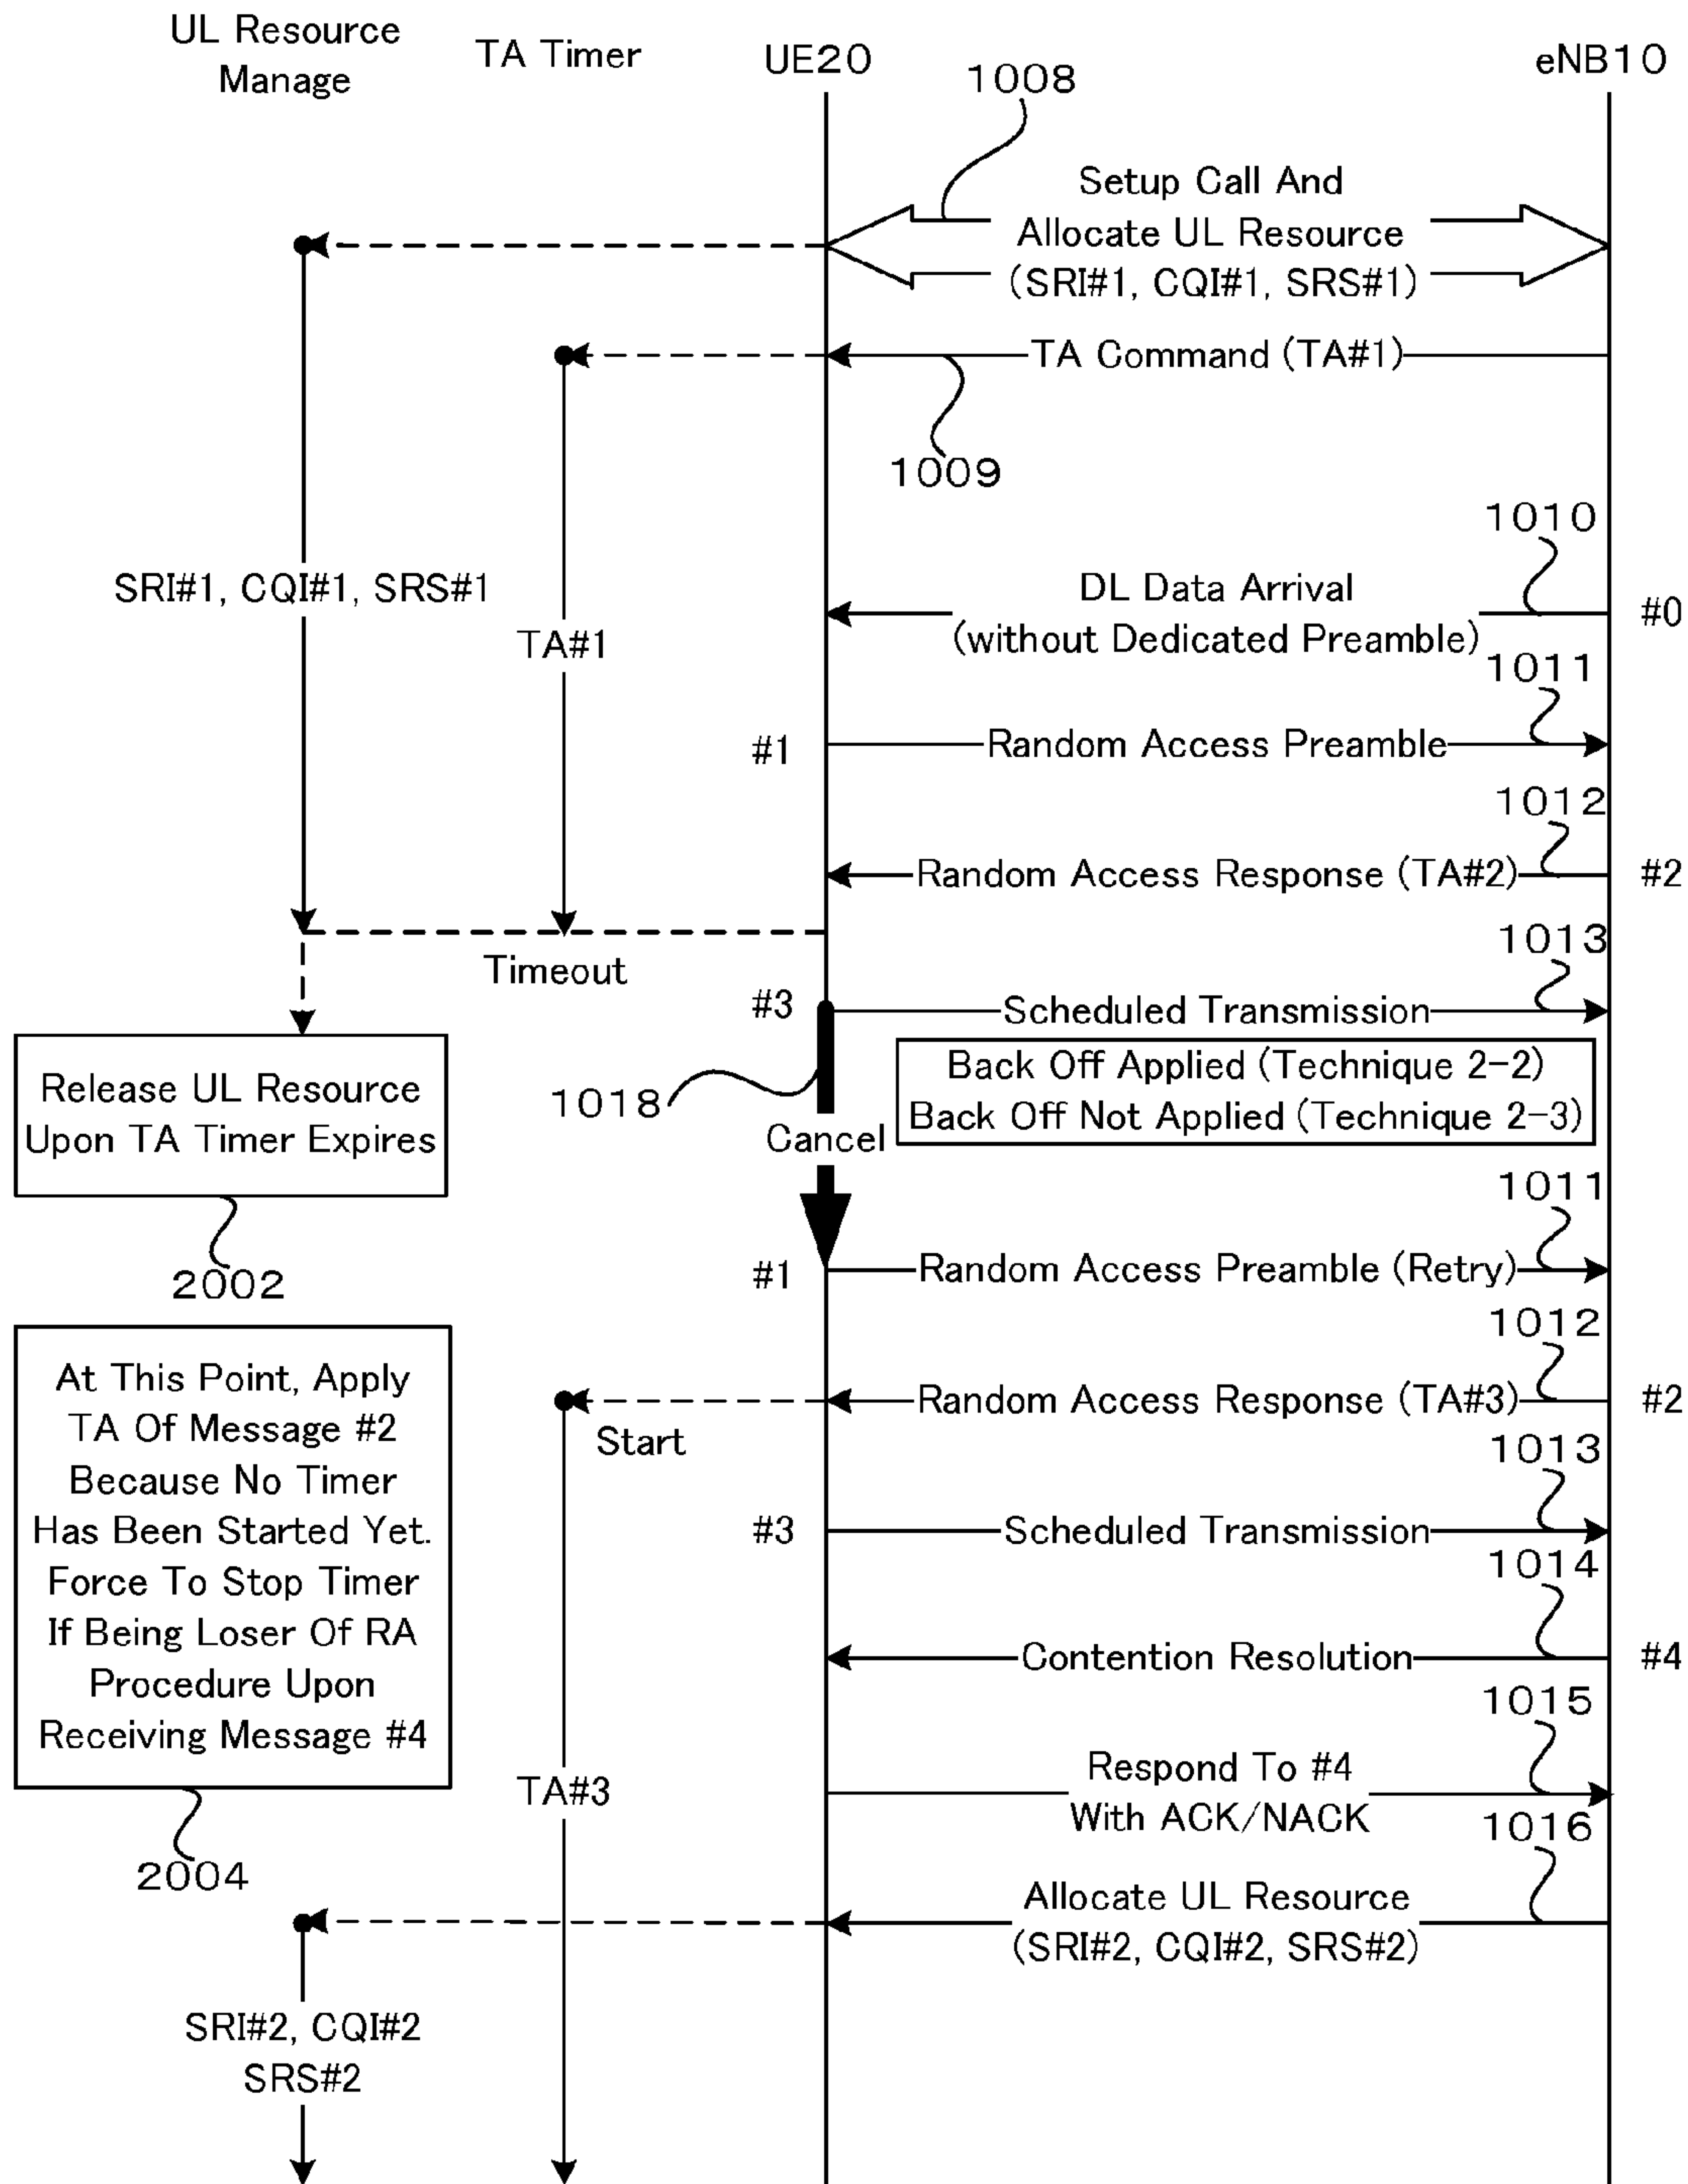 UL Resource
Manage
TA Timer
UE20
eNB10
1008
Setup Call And
Allocate UL Resource
(SRI#1, CQI#1, SRS#1)
TA Command (TA#1)
1009
1010
SRI#1, CQI#1, SRS#1
DL Data Arrival
(without Dedicated Preamble)
#0
TA#1
1011
#1
Random Access Preamble
1012
Random Access Response (TA#2)
#2
Timeout
1013
#3
Scheduled Transmission
Release UL Resource
Upon TA Timer Expires
1018
Back Off Applied (Technique 2-2)
Back Off Not Applied (Technique 2-3)
Cancel
2002
1011
#1
Random Access Preamble (Retry)
1012
At This Point, Apply
TA Of Message #2
Because No Timer
Has Been Started Yet.
Force To Stop Timer
If Being Loser Of RA
Procedure Upon
Receiving Message #4
Start
Random Access Response (TA#3)
#2
1013
#3
Scheduled Transmission
1014
Contention Resolution
#4
1015
TA#3
Respond To #4
With ACK/NACK
2004
1016
Allocate UL Resource
(SRI#2, CQI#2, SRS#2)
SRI#2, CQI#2
SRS#2